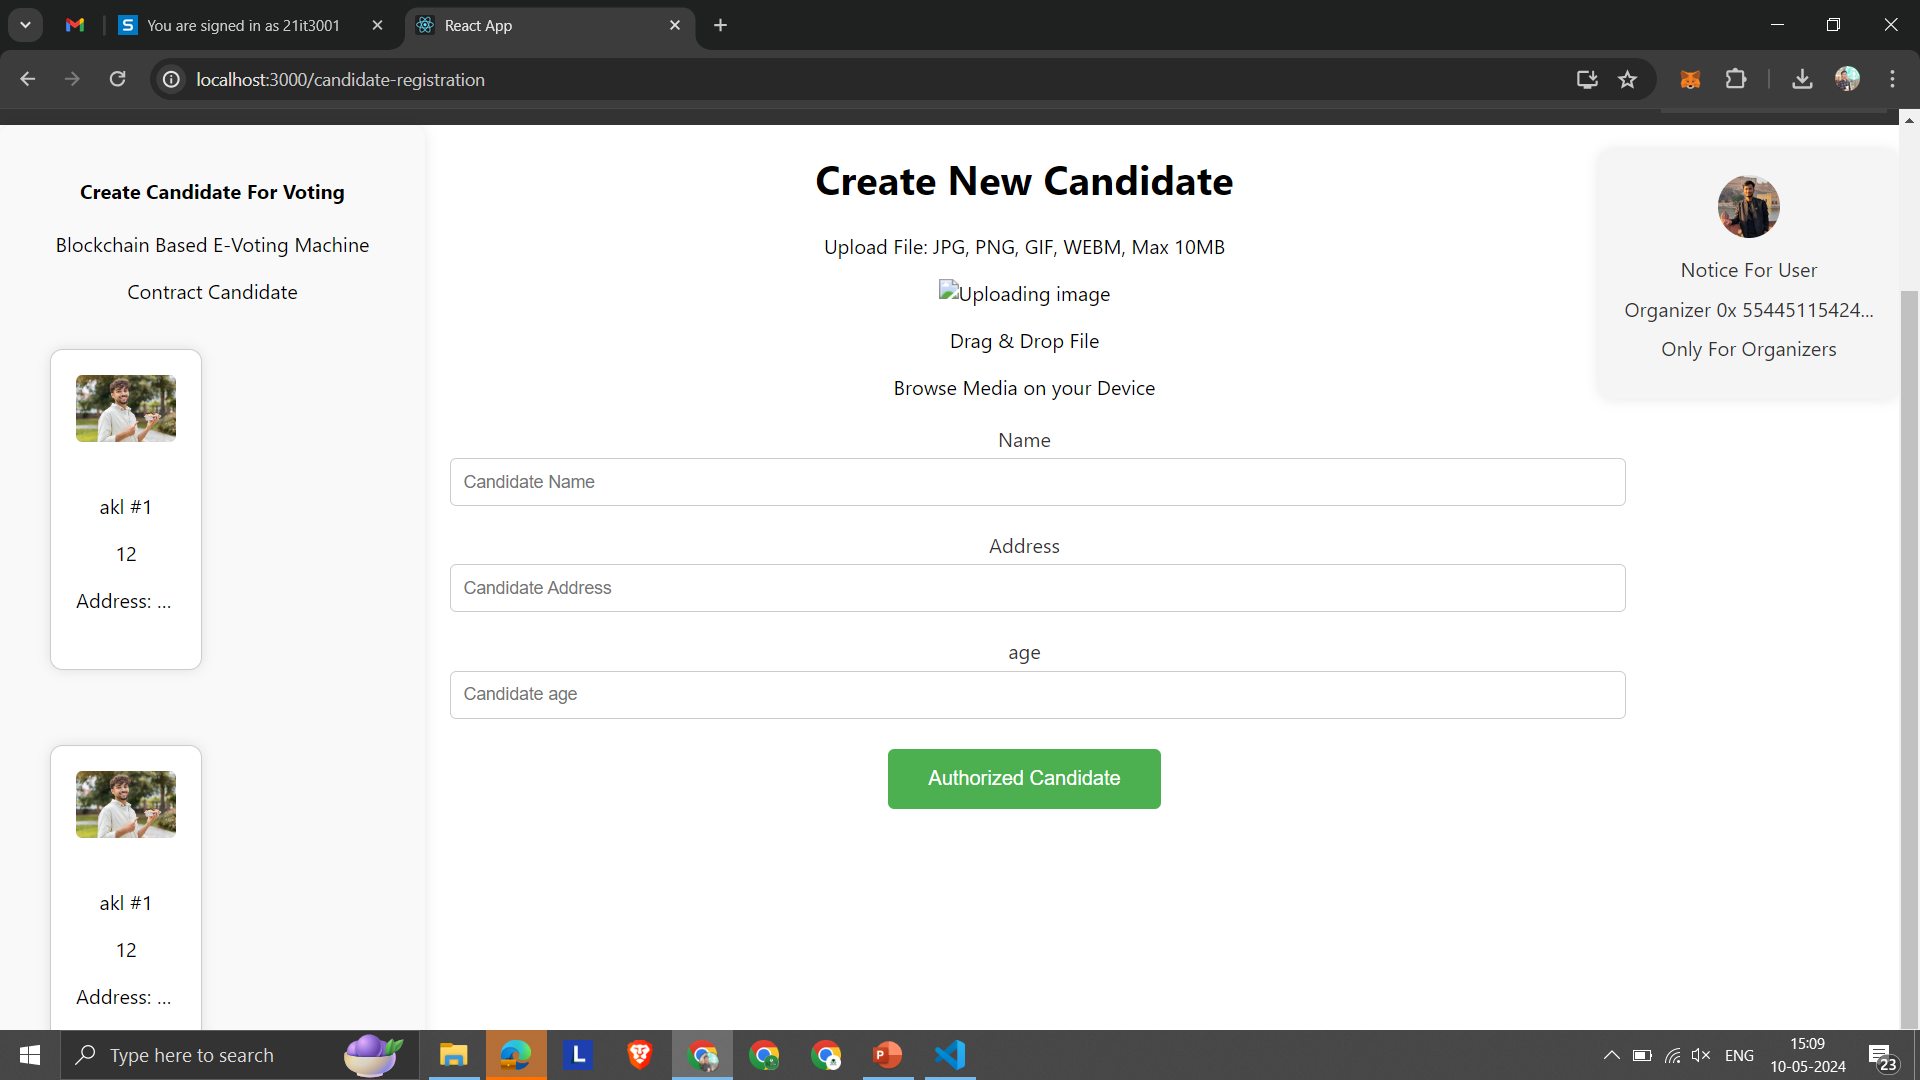 You are signed in as 21it3001
React App
localhost:3000/candidate-registration
Create Candidate For Voting
Blockchain Based E-Voting Machine
Contract Candidate
akl #1
12
Address: ...
akl #1
12
Address: ...
Create New Candidate
Upload File: JPG, PNG, GIF, WEBM, Max 10MB
Uploading image
Drag & Drop File
Browse Media on your Device
Name
Candidate Name
Address
Candidate Address
age
Candidate age
Authorized Candidate
Notice For User
Organizer 0x 55445115424...
Only For Organizers
Type here to search
ENG
15:09
10-05-2024
23